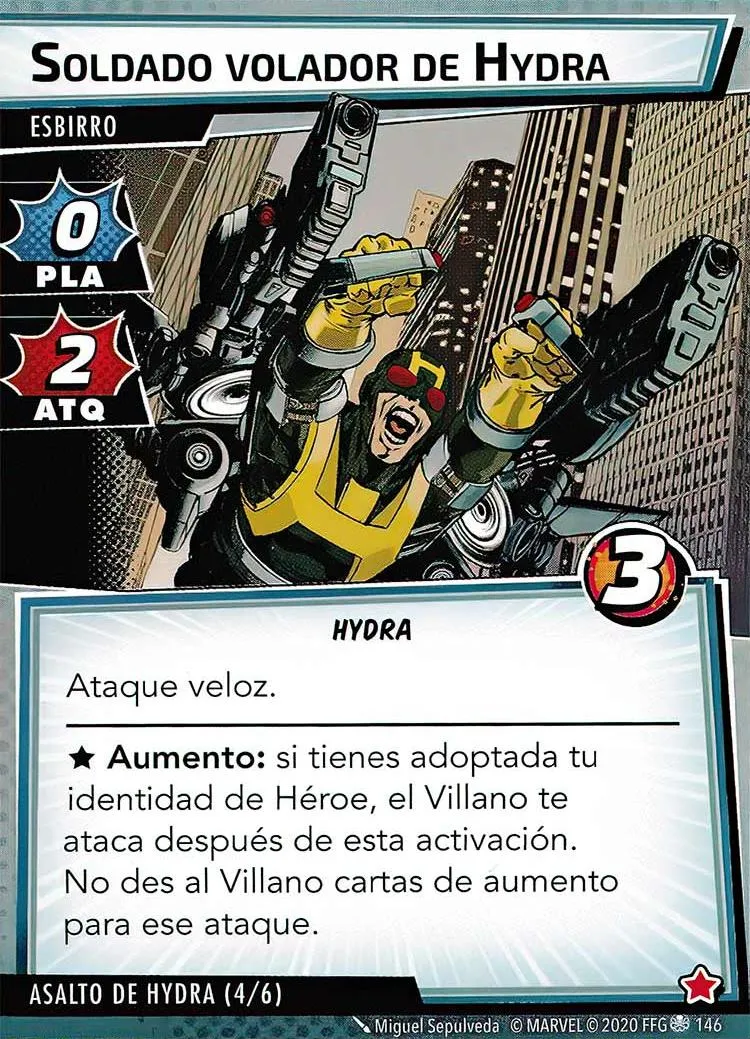 Soldado volador de Hydra
ESBIRRO
0
PLA
2
ATQ
3
HYDRA
Ataque veloz.
★ Aumento: si tienes adoptada tu
identidad de Héroe, el Villano te
ataca después de esta activación.
No des al Villano cartas de aumento
para ese ataque.
ASALTO DE HYDRA (4/6)
Miguel Sepulveda © MARVEL © 2020 FFG 146